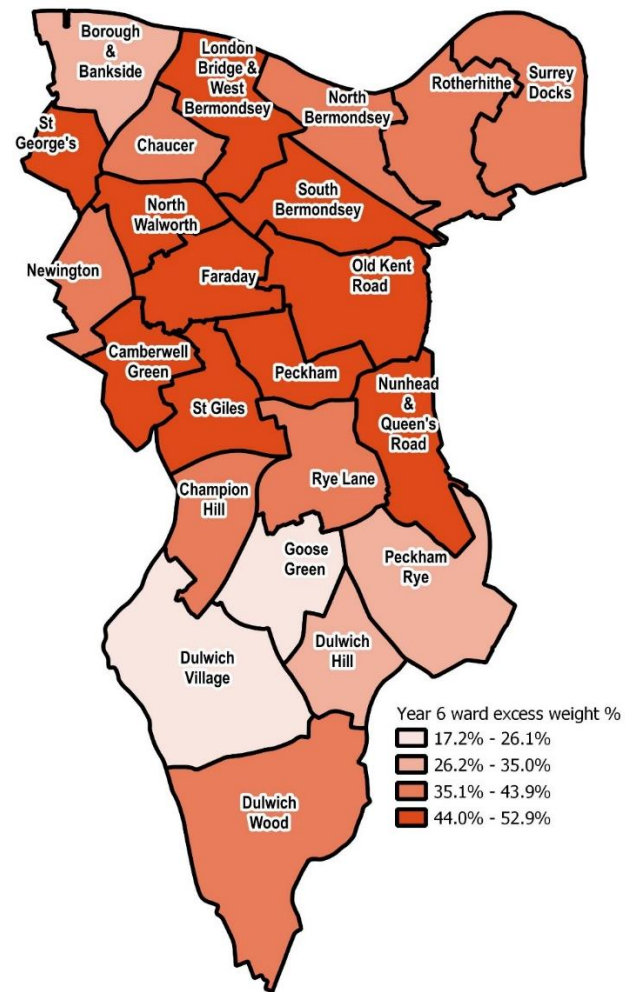 Borough
&
Bankside
London
Bridge &
West
Bermondsey
North
Bermondsey
Rotherhithe
Surrey
Docks
St
George's
Chaucer
North
Walworth
South
Bermondsey
Newington
Faraday
Old Kent
Road
Camberwell
Green
Peckham
St Giles
Nunhead
&
Queen's
Road
Champion
Hill
Rye Lane
Goose
Green
Peckham
Rye
Dulwich
Village
Dulwich
Hill
Dulwich
Wood
Year 6 ward excess weight %
17.2% - 26.1%
26.2% - 35.0%
35.1% - 43.9%
44.0% - 52.9%